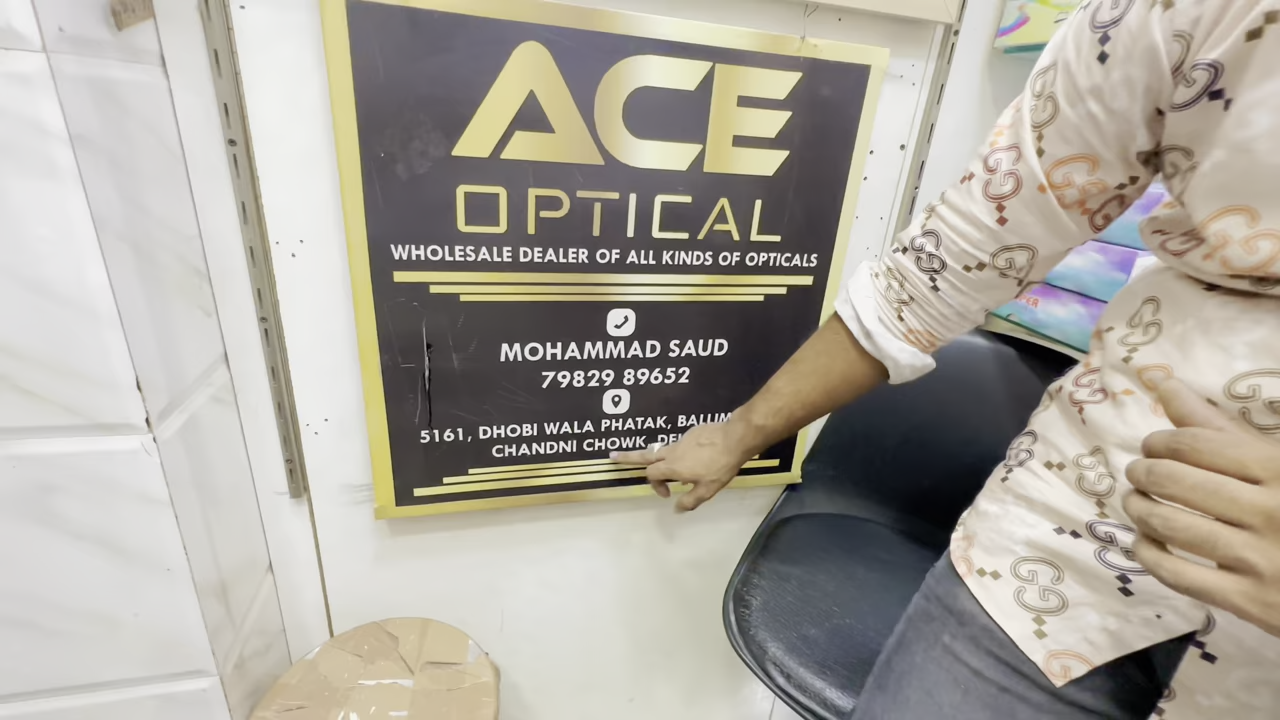 ACE
OPTICAL
WHOLESALE DEALER OF ALL KINDS OF OPTICALS
MOHAMMAD SAUD
79829 89652
5161, DHOBI WALA PHATAK,
CHANDNI CHOWK,